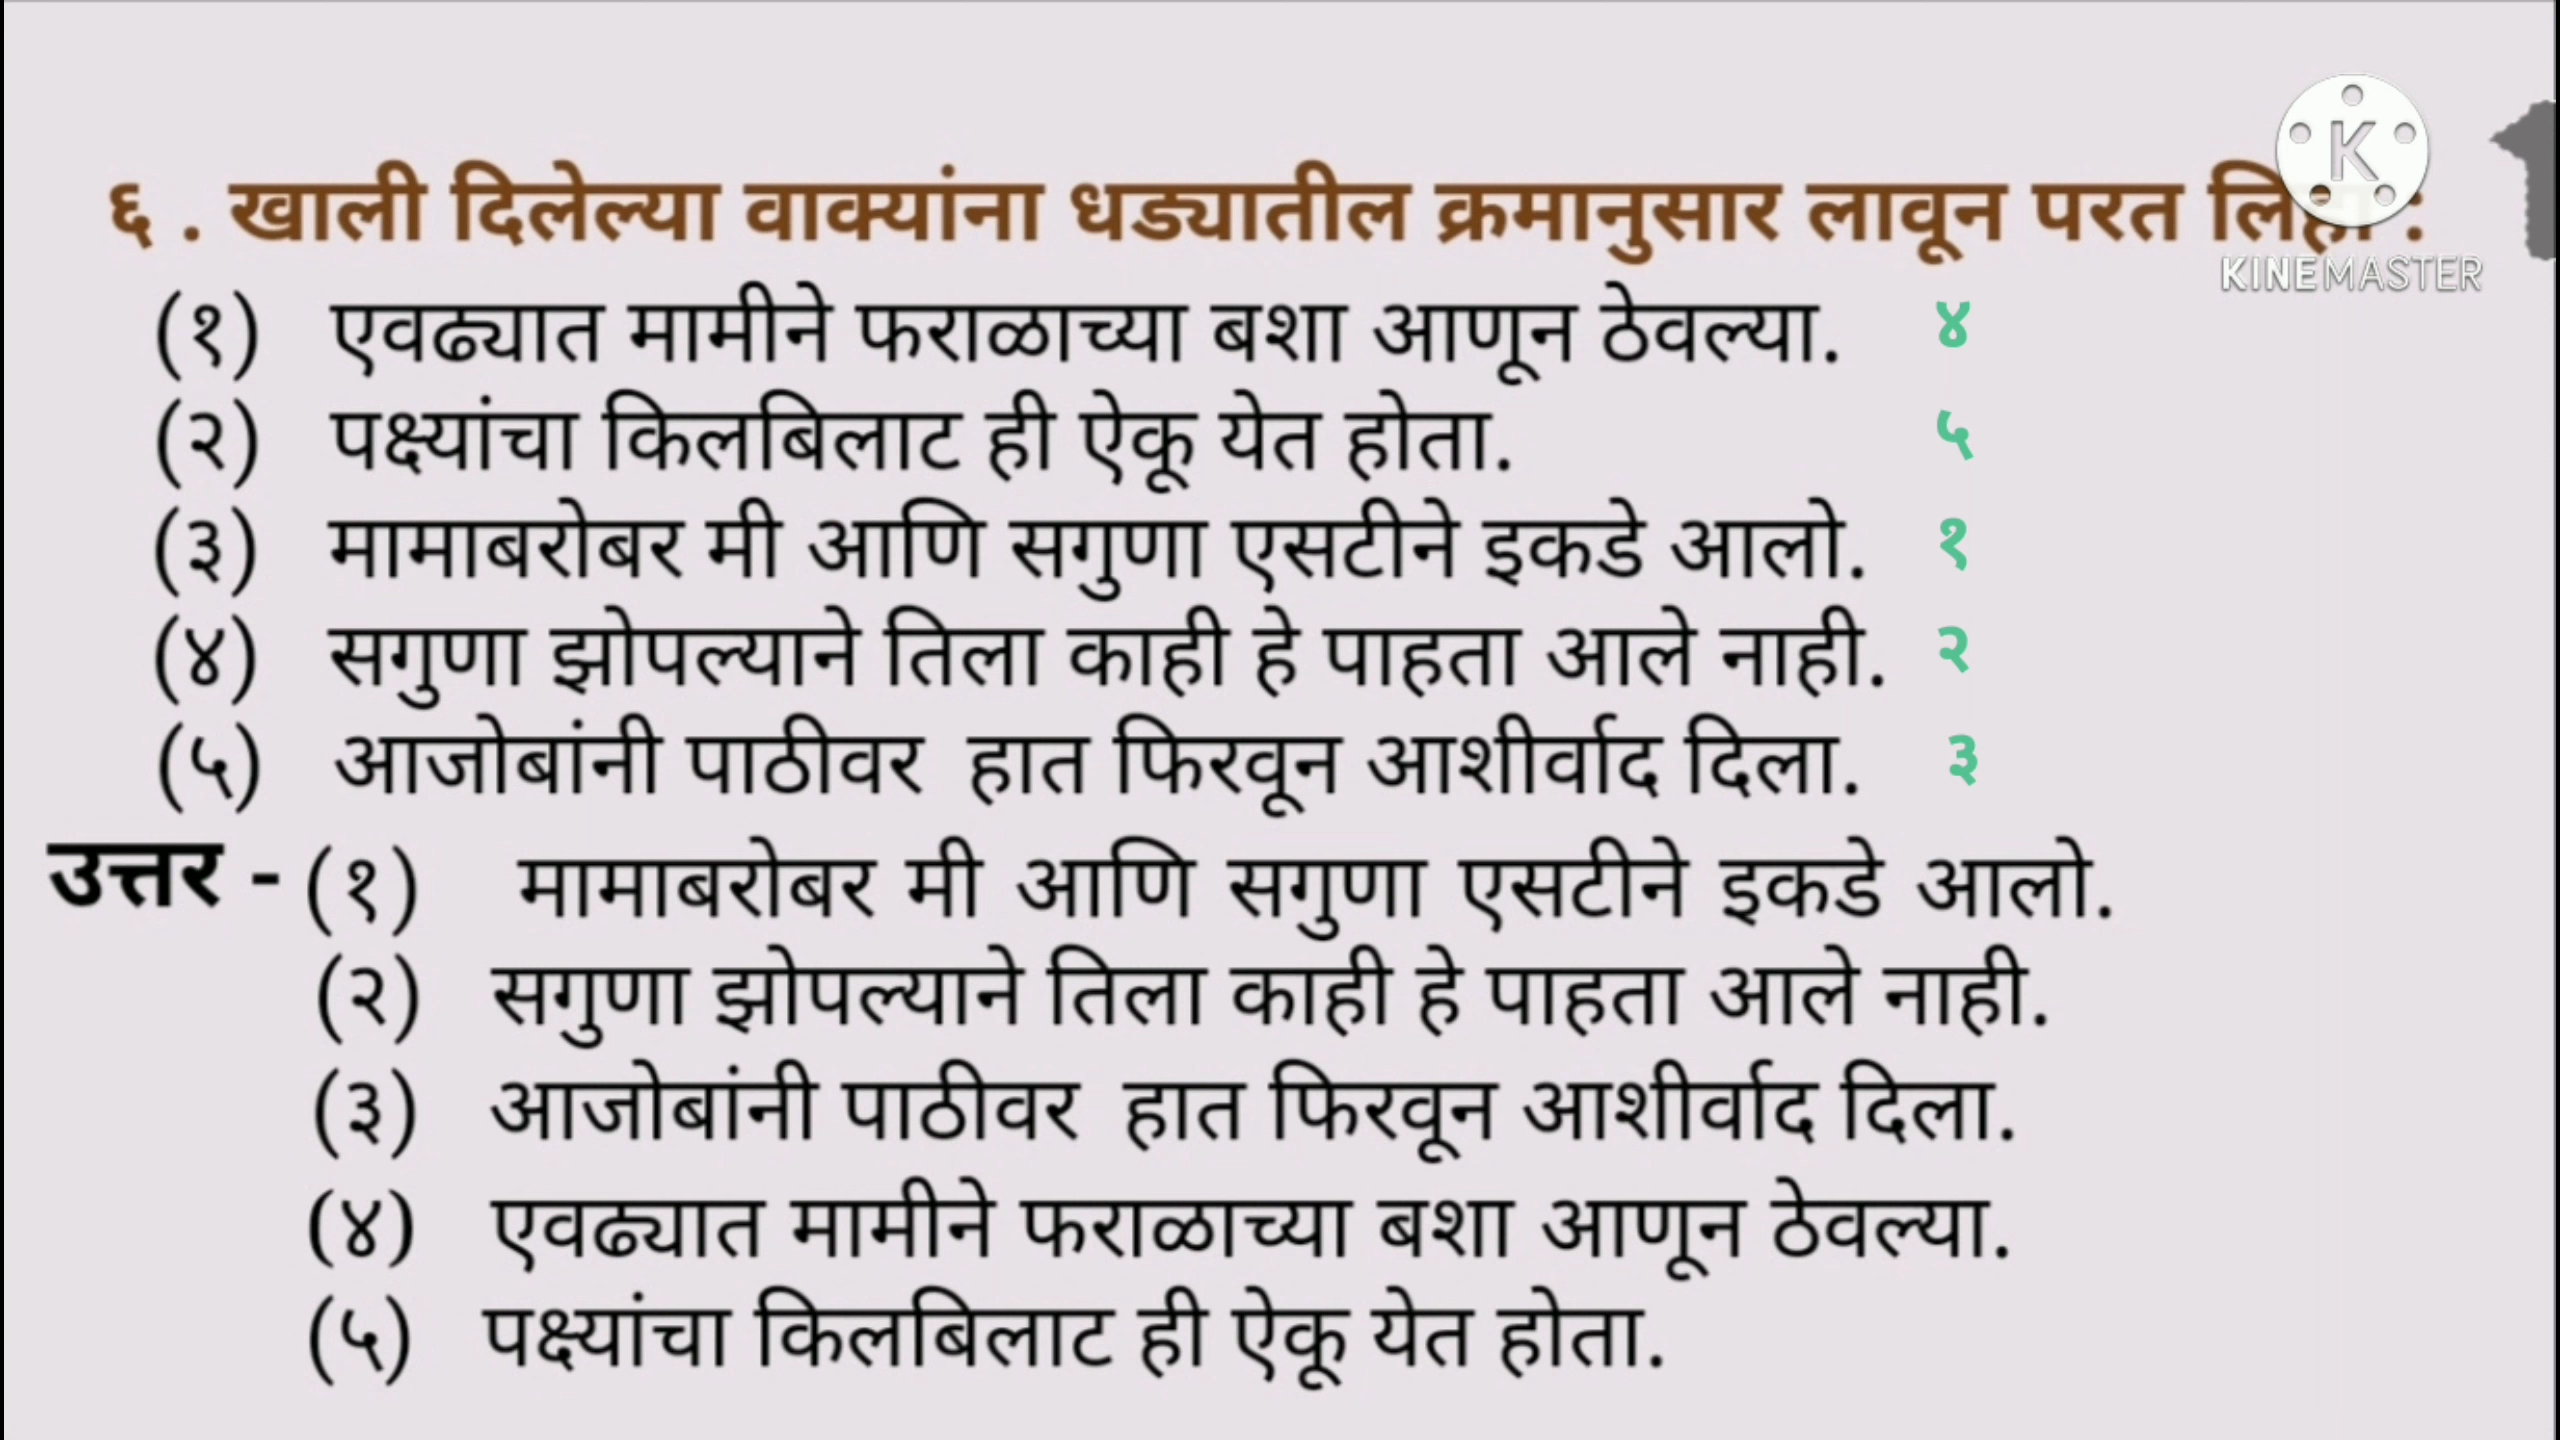 ६ . खाली दिलेल्या वाक्यांना धड्यातील क्रमानुसार लावून परत :
KINEMASTER
(१) एवढ्यात मामीने फराळाच्या बशा आणून ठेवल्या. ४
(२) पक्ष्यांचा किलबिलाट ही ऐकू येत होता. ५
(३) मामाबरोबर मी आणि सगुणा एसटीने इकडे आलो. १
(४) सगुणा झोपल्याने तिला काही हे पाहता आले नाही. २
(५) आजोबांनी पाठीवर हात फिरवून आशीर्वाद दिला. ३
उत्तर - (१) मामाबरोबर मी आणि सगुणा एसटीने इकडे आलो.
(२) सगुणा झोपल्याने तिला काही हे पाहता आले नाही.
(३) आजोबांनी पाठीवर हात फिरवून आशीर्वाद दिला.
(४) एवढ्यात मामीने फराळाच्या बशा आणून ठेवल्या.
(५) पक्ष्यांचा किलबिलाट ही ऐकू येत होता.